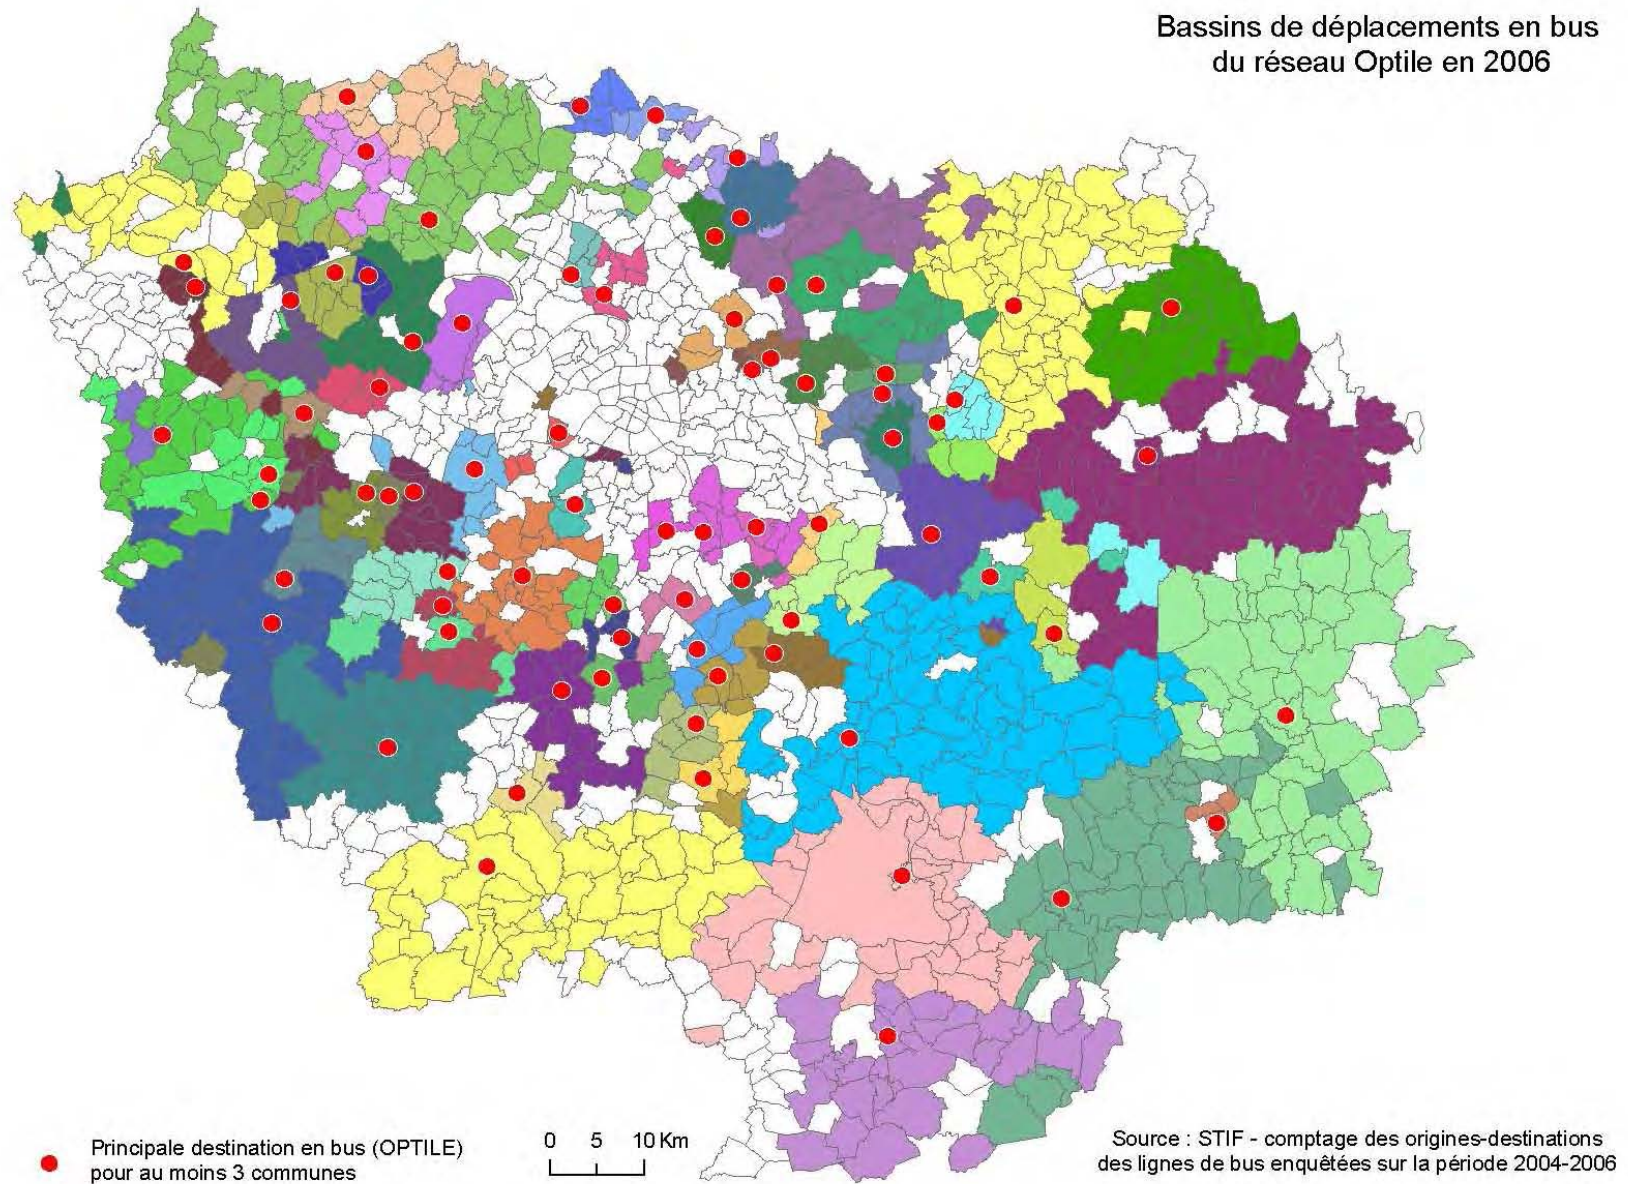 Bassins de déplacements en bus
du réseau Optile en 2006
Principale destination en bus (OPTILE)
pour au moins 3 communes
0 5 10 Km
Source : STIF - comptage des origines-destinations
des lignes de bus enquêtées sur la période 2004-2006